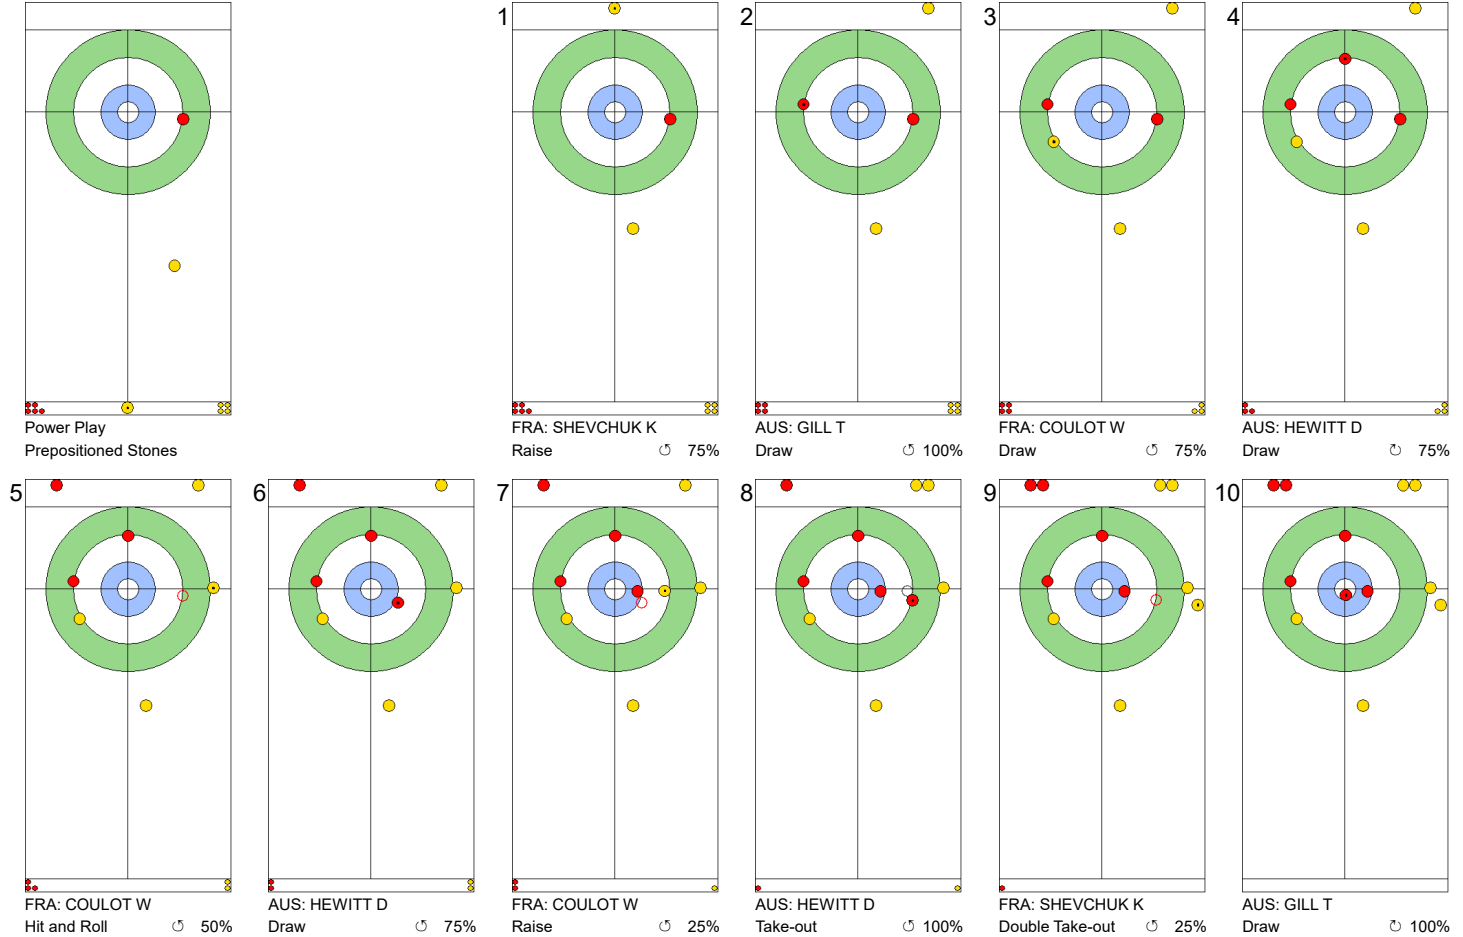 1
2
3
4
Power Play
Prepositioned Stones
FRA: SHEVCHUK K
Raise 75%
AUS: GILL T
Draw 100%
FRA: COULOT W
Draw 75%
AUS: HEWITT D
Draw 75%
5
6
7
8
9
10
FRA: COULOT W
Hit and Roll 50%
AUS: HEWITT D
Draw 75%
FRA: COULOT W
Raise 25%
AUS: HEWITT D
Take-out 100%
FRA: SHEVCHUK K
Double Take-out 25%
AUS: GILL T
Draw 100%